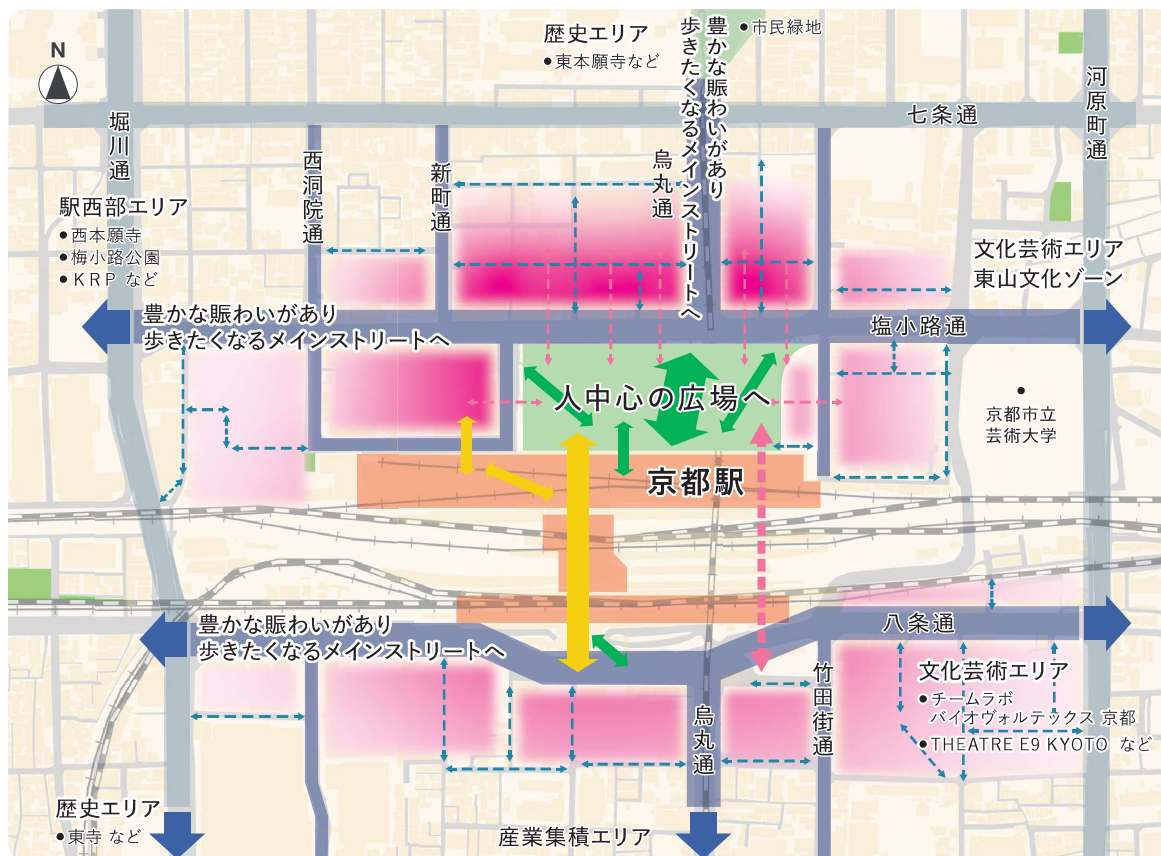 N
歴史エリア
●東本願寺など
豊かな賑わいがあり
歩きたくなるメインストリートへ
●市民緑地
河原町通
七条通
堀川通
西洞院通
新町通
烏丸通
駅西部エリア
●西本願寺
●梅小路公園
●KRP など
文化芸術エリア
東山文化ゾーン
豊かな賑わいがあり
歩きたくなるメインストリートへ
塩小路通
人中心の広場へ
●
京都市立
芸術大学
京都駅
豊かな賑わいがあり
歩きたくなるメインストリートへ
八条通
文化芸術エリア
●チームラボ
バイオヴォルテックス 京都
●THEATRE E9 KYOTO など
竹田街道
烏丸通
歴史エリア
●東寺 など
産業集積エリア